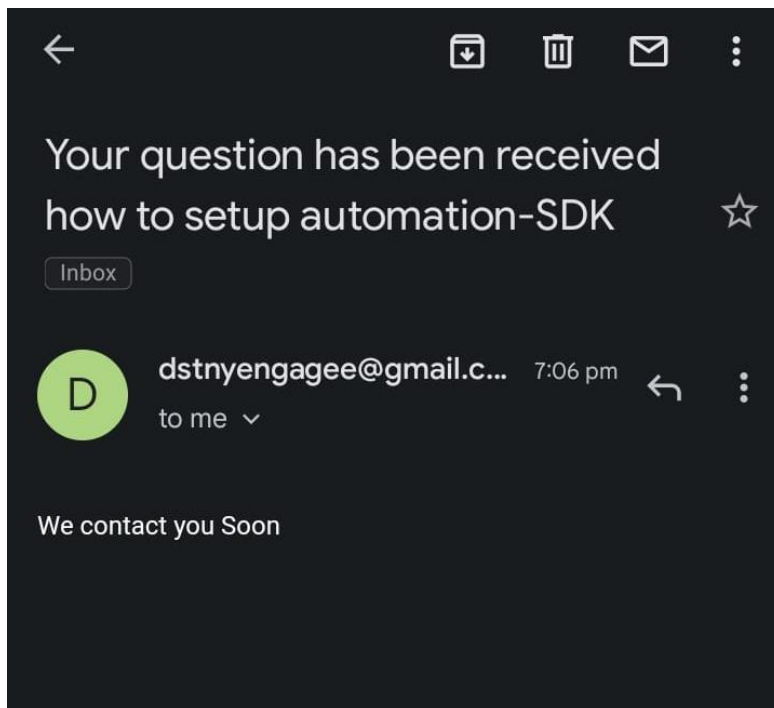 Your question has been received
how to setup automation-SDK
Inbox
D
dstnyengagee@gmail.c... 7:06 pm
to me
We contact you Soon